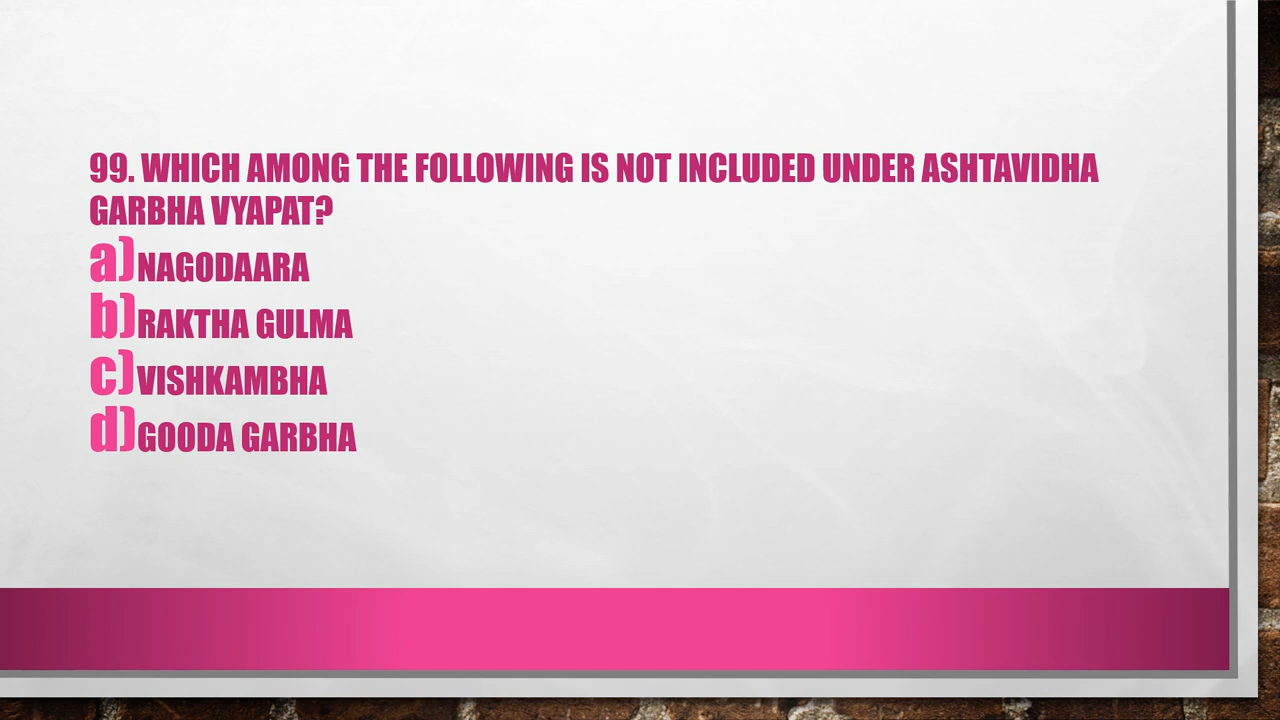 99. WHICH AMONG THE FOLLOWING IS NOT INCLUDED UNDER ASHTAVIDHA
GARBHA VYAPAT?
a)NAGODAARA
b)RAKTHA GULMA
c)VISHKAMBHA
d)GOODA GARBHA